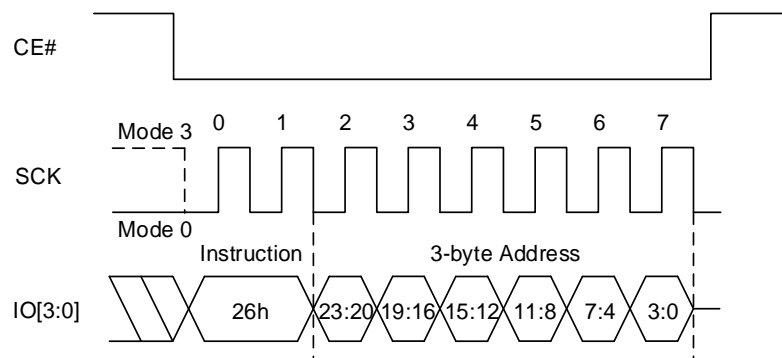 CE#
Mode 3
0 1 2 3 4 5 6 7
SCK
Mode 0
Instruction 3-byte Address
IO[3:0] 26h 23:20 19:16 15:12 11:8 7:4 3:0